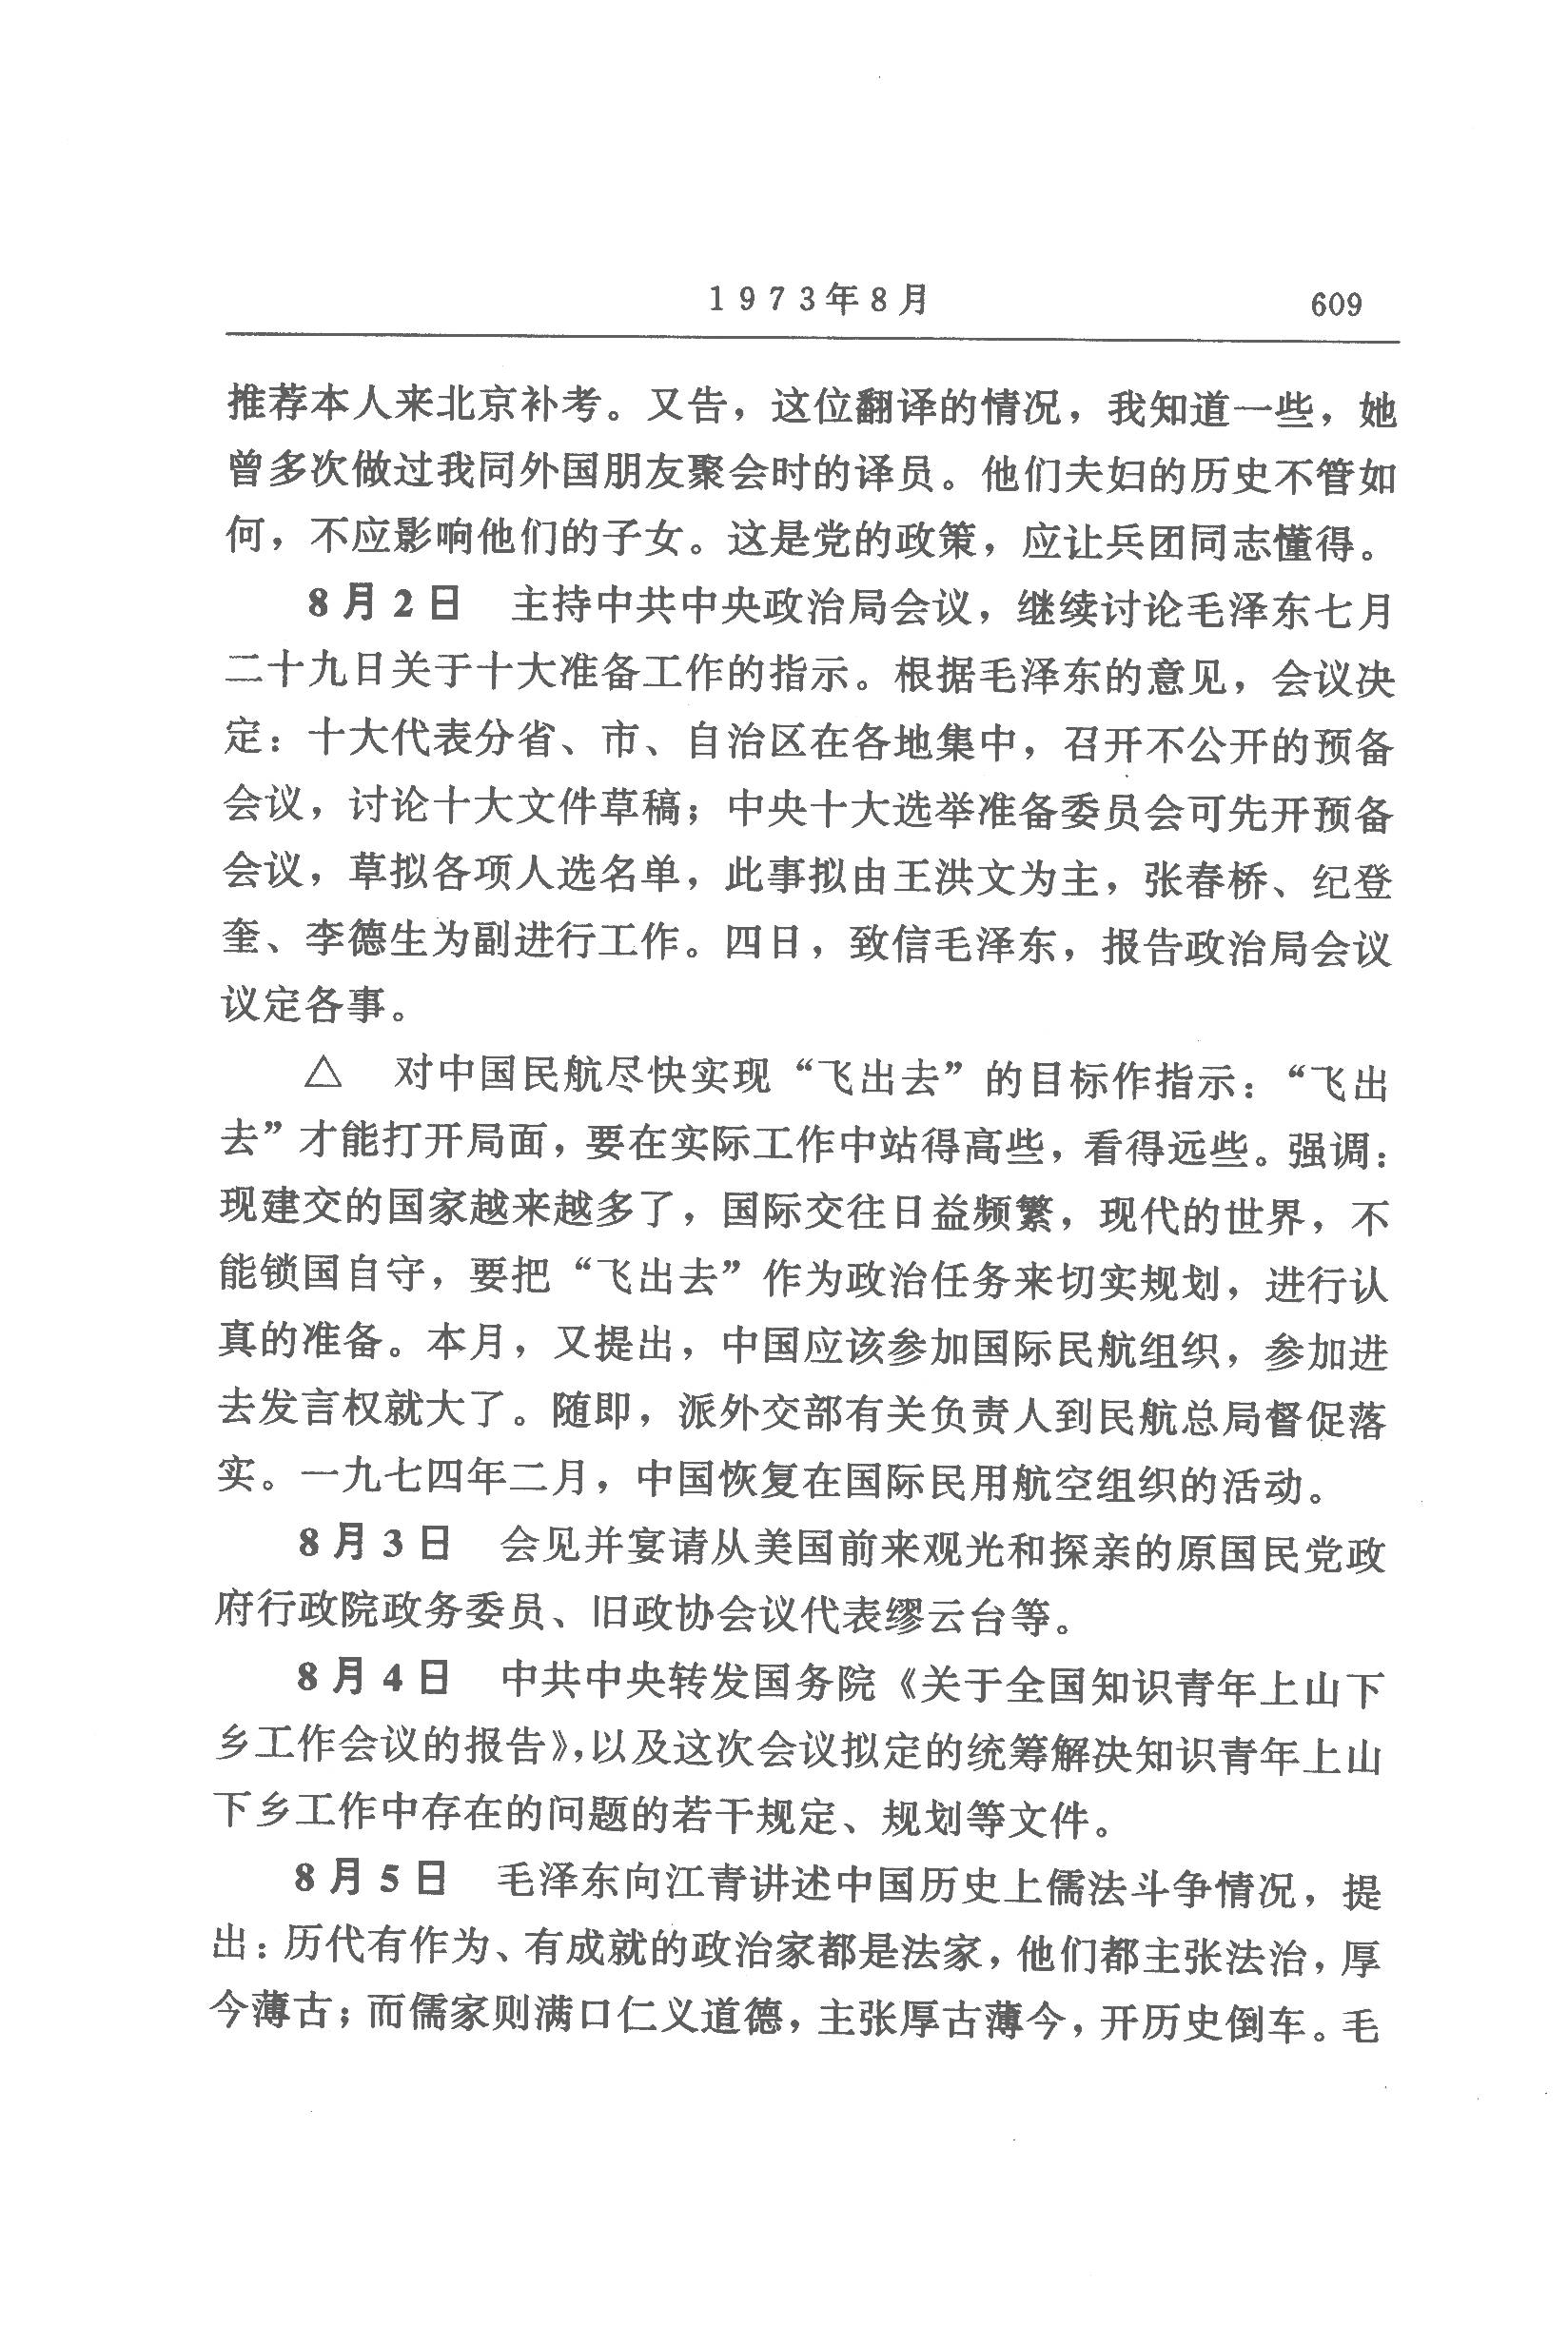 1973年8月
609
推荐本人来北京补考。又告，这位翻译的情况，我知道一些，她
曾多次做过我同外国朋友聚会时的译员。他们夫妇的历史不管如
何，不应影响他们的子女。这是党的政策，应让兵团同志懂得。
8月2日　主持中共中央政治局会议，继续讨论毛泽东七月
二十九日关于十大准备工作的指示。根据毛泽东的意见，会议决
定：十大代表分省、市、自治区在各地集中，召开不公开的预备
会议，讨论十大文件草稿；中央十大选举准备委员会可先开预备
会议，草拟各项人选名单，此事拟由王洪文为主，张春桥、纪登
奎、李德生为副进行工作。四日，致信毛泽东，报告政治局会议
议定各事。
△　对中国民航尽快实现“飞出去”的目标作指示：“飞出
去”才能打开局面，要在实际工作中站得高些，看得远些。强调：
现建交的国家越来越多了，国际交往日益频繁，现代的世界，不
能锁国自守，要把“飞出去”作为政治任务来切实规划，进行认
真的准备。本月，又提出，中国应该参加国际民航组织，参加进
去发言权就大了。随即，派外交部有关负责人到民航总局督促落
实。一九七四年二月，中国恢复在国际民用航空组织的活动。
8月3日　会见并宴请从美国前来观光和探亲的原国民党政
府行政院政务委员、旧政协会议代表缪云台等。
8月4日　中共中央转发国务院《关于全国知识青年上山下
乡工作会议的报告》，以及这次会议拟定的统筹解决知识青年上山
下乡工作中存在的问题的若干规定、规划等文件。
8月5日　毛泽东向江青讲述中国历史上儒法斗争情况，提
出：历代有作为、有成就的政治家都是法家，他们都主张法治，厚
今薄古；而儒家则满口仁义道德，主张厚古薄今，开历史倒车。毛